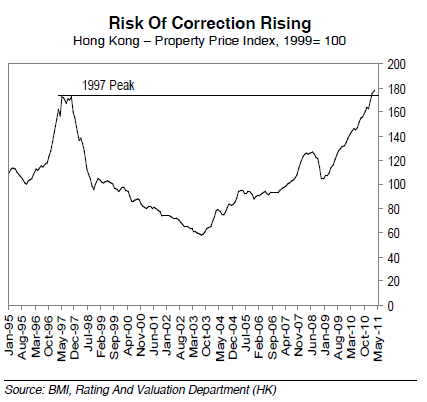 Risk Of Correction Rising
Hong Kong – Property Price Index, 1999= 100
1997 Peak
200
180
160
140
120
100
80
60
40
20
0
Jan-95
Aug-95
Mar-96
Oct-96
May-97
Dec-97
Jul-98
Feb-99
Sep-99
Apr-00
Nov-00
Jun-01
Jan-02
Aug-02
Mar-03
Oct-03
May-04
Dec-04
Jul-05
Feb-06
Sep-06
Apr-07
Nov-07
Jun-08
Jan-09
Aug-09
Mar-10
Oct-10
May-11
Source: BMI, Rating And Valuation Department (HK)